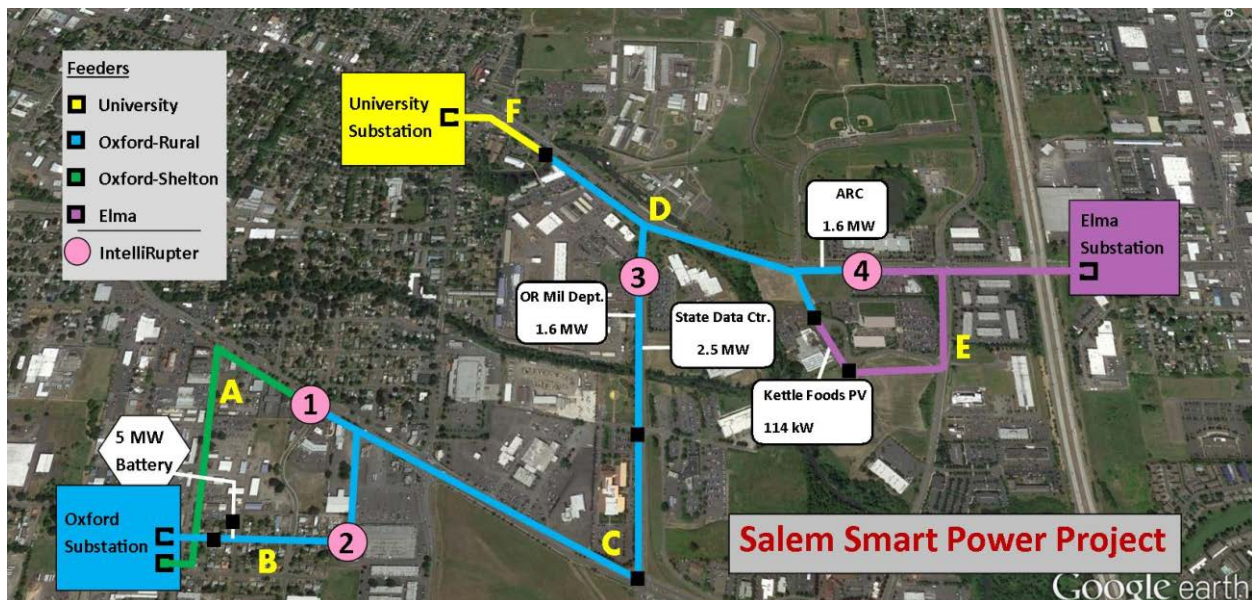 Feeders
University
Oxford-Rural
Oxford-Shelton
Elma
IntelliRupter
University
Substation
F
D
ARC
1.6 MW
Elma
Substation
3
4
OR Mil Dept.
1.6 MW
State Data Ctr.
2.5 MW
E
Kettle Foods PV
114 kW
A
1
5 MW
Battery
Oxford
Substation
B
2
C
Salem Smart Power Project
Google earth